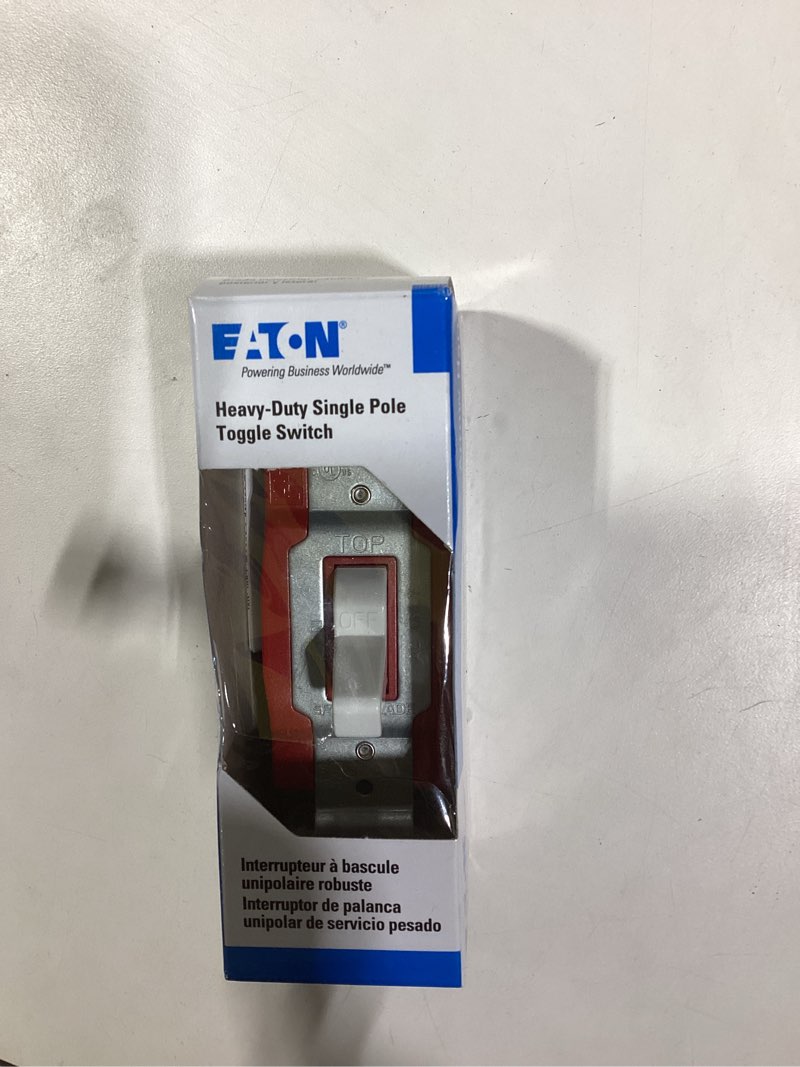 EATON®
Powering Business Worldwide™
Heavy-Duty Single Pole
Toggle Switch
TOP
OFF
Interrupteur à bascule
unipolaire robuste
Interruptor de palanca
unipolar de servicio pesado